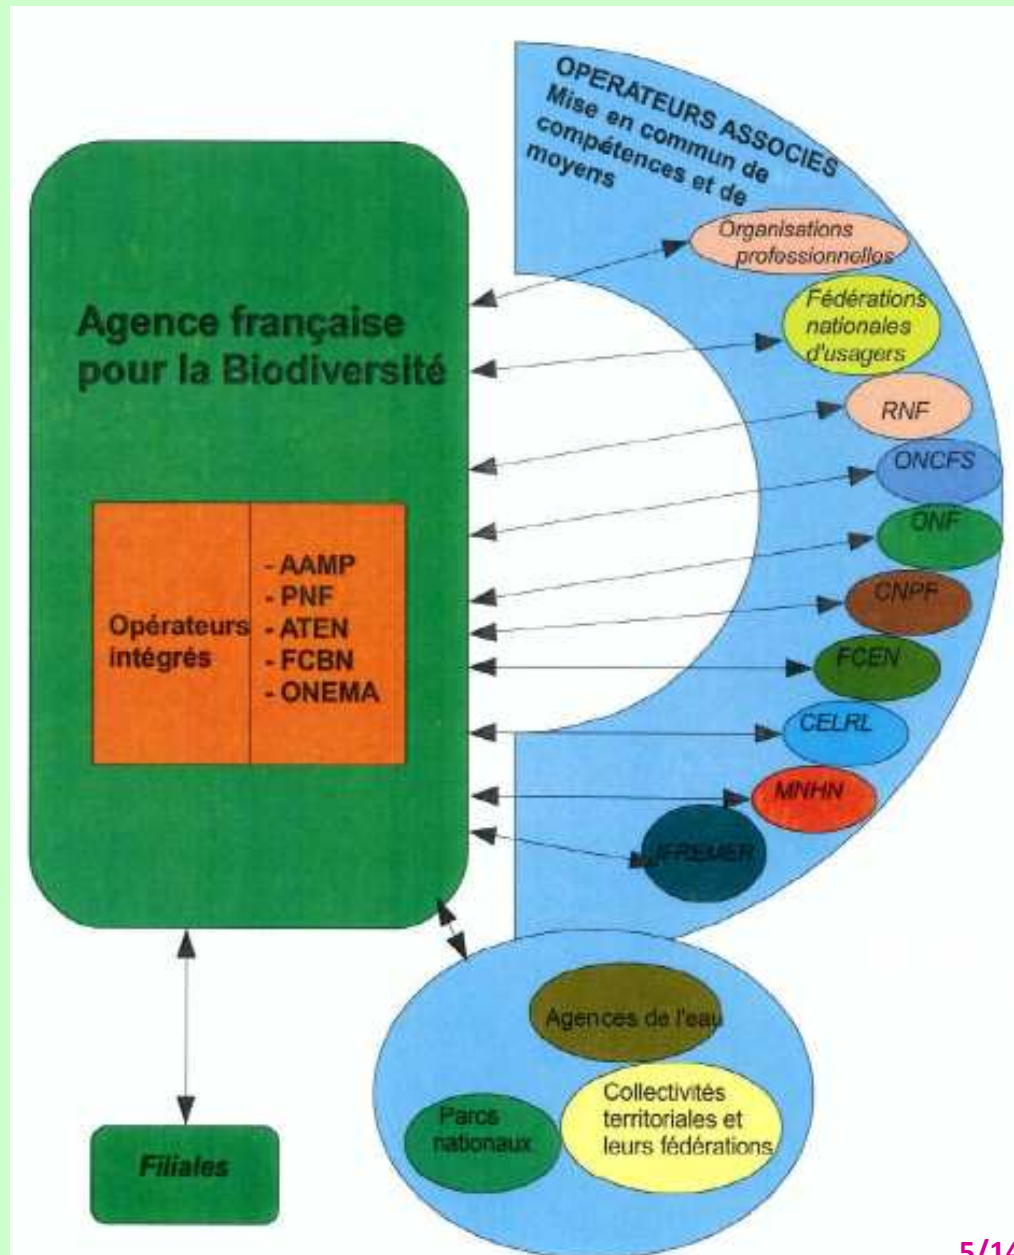 OPERATEURS ASSOCIES
Mise en commun de
compétences et de
moyens
Organisations
professionnelles
Fédérations
nationales
d'usagers
RNF
ONCFS
ONF
CNPF
FCEN
CELRL
MNHN
IFREMER
Agence française
pour la Biodiversité
Opérateurs
intégrés
- AAMP
- PNF
- ATEN
- FCBN
- ONEMA
Agences de l'eau
Collectivités
territoriales et
leurs fédérations
Parcs
nationaux
Filiales
5/14